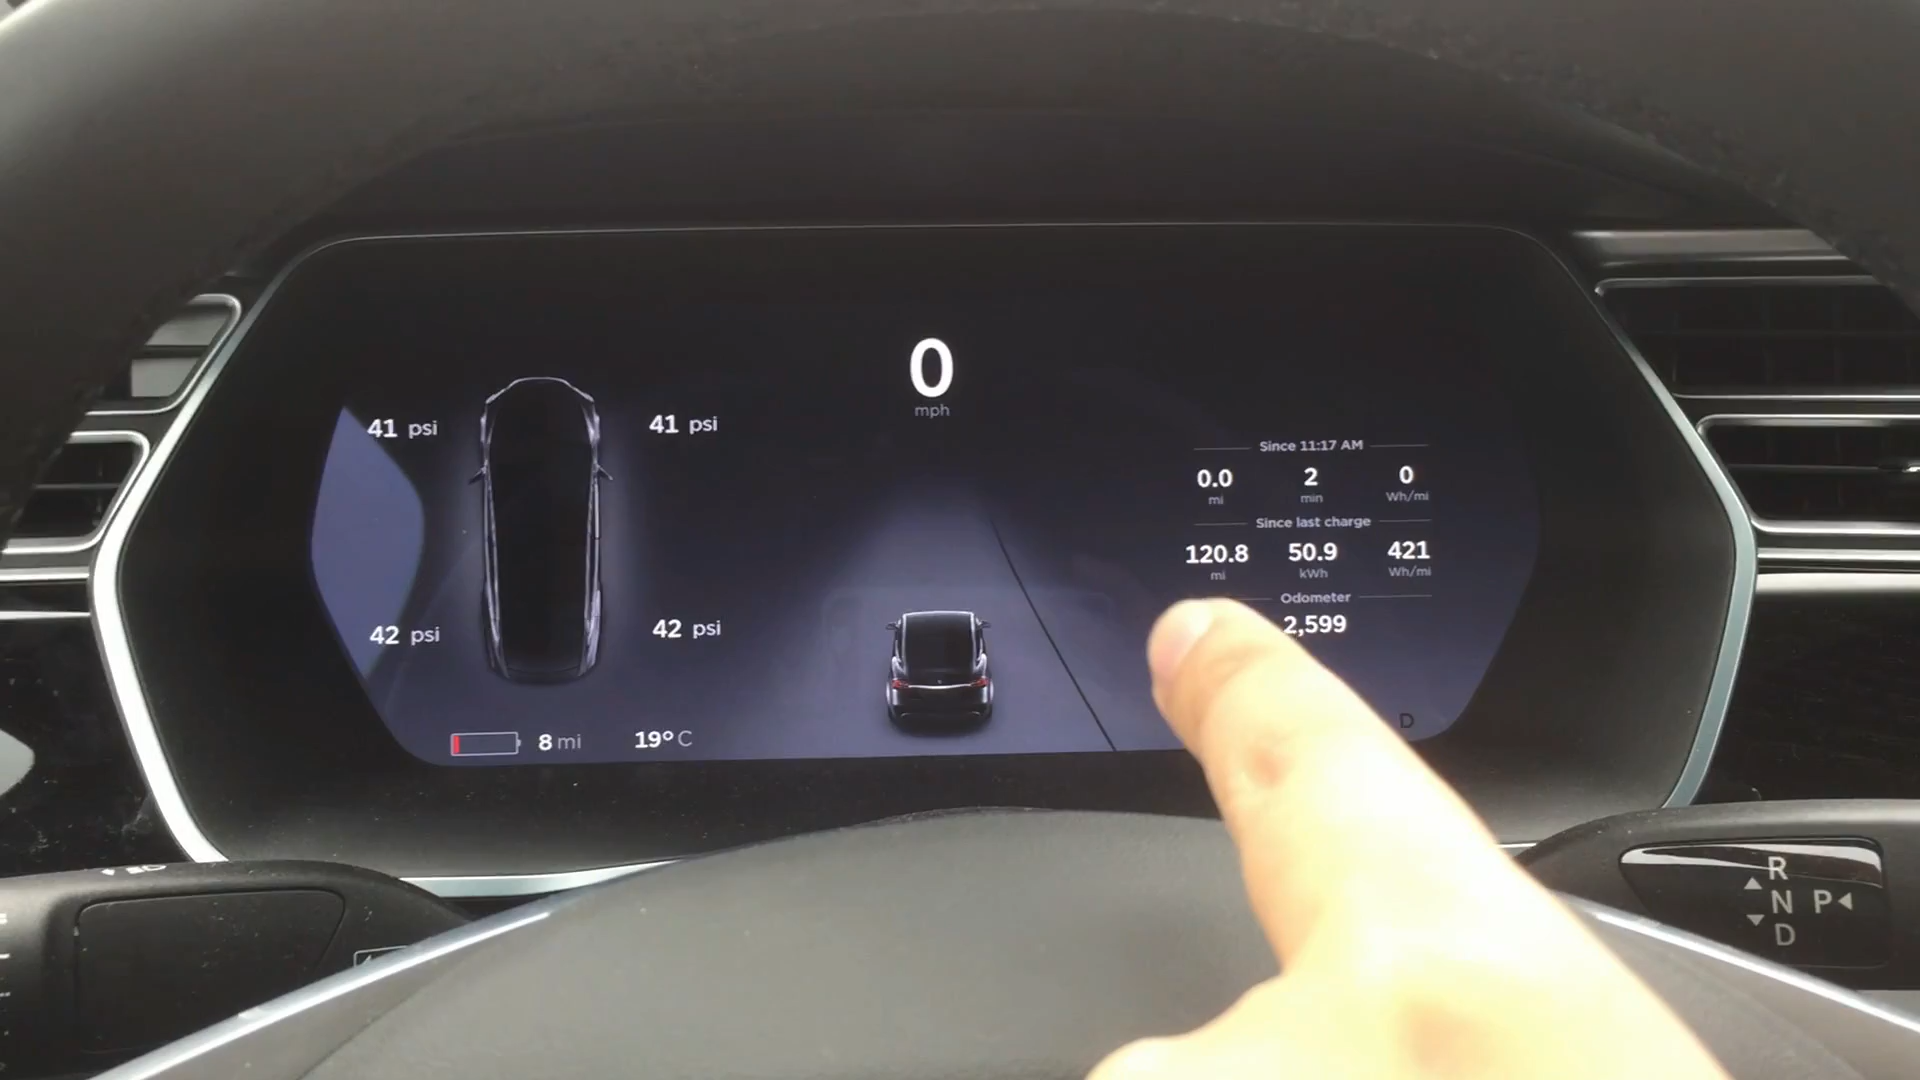 0
mph
41 psi
41 psi
42 psi
42 psi
8 mi
19° C
Since 11:17 AM
0.0 2 0
mi min Wh/mi
Since last charge
120.8 50.9 421
mi kWh Wh/mi
Odometer
2,599
D
R
N P
D